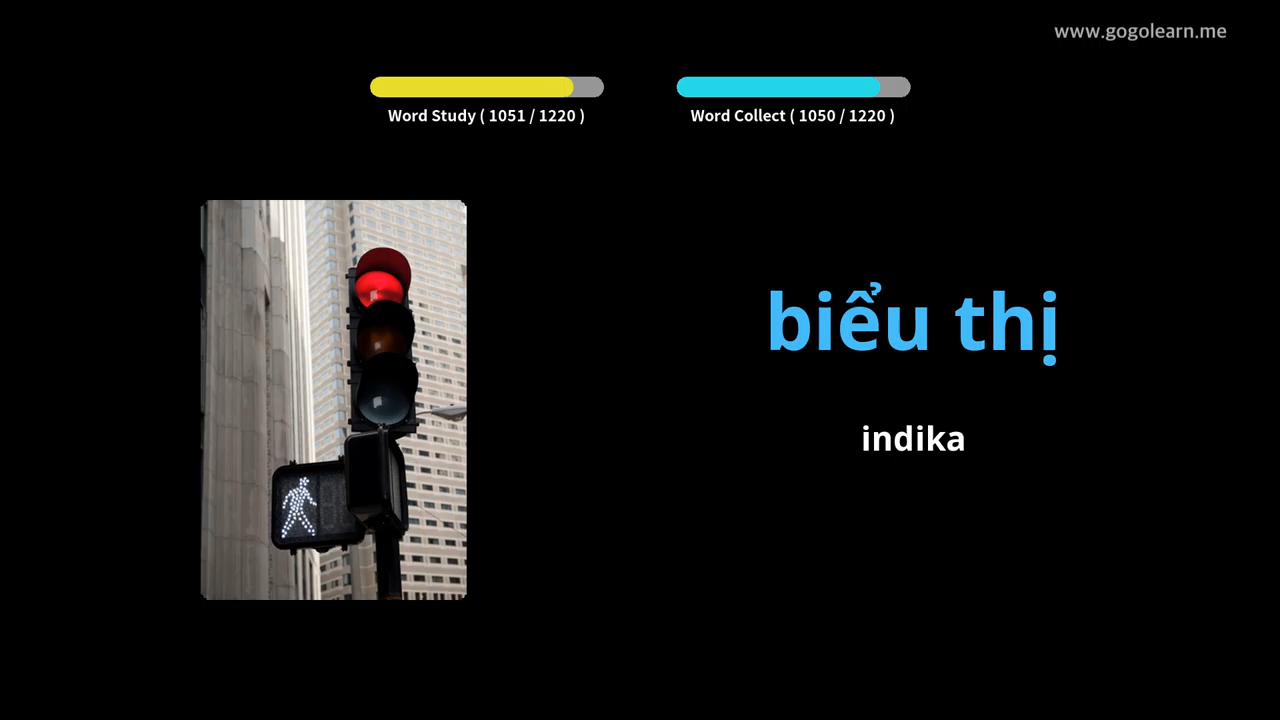 www.gogolearn.me
Word Study ( 1051 / 1220 )
Word Collect ( 1050 / 1220 )
biểu thị
indika